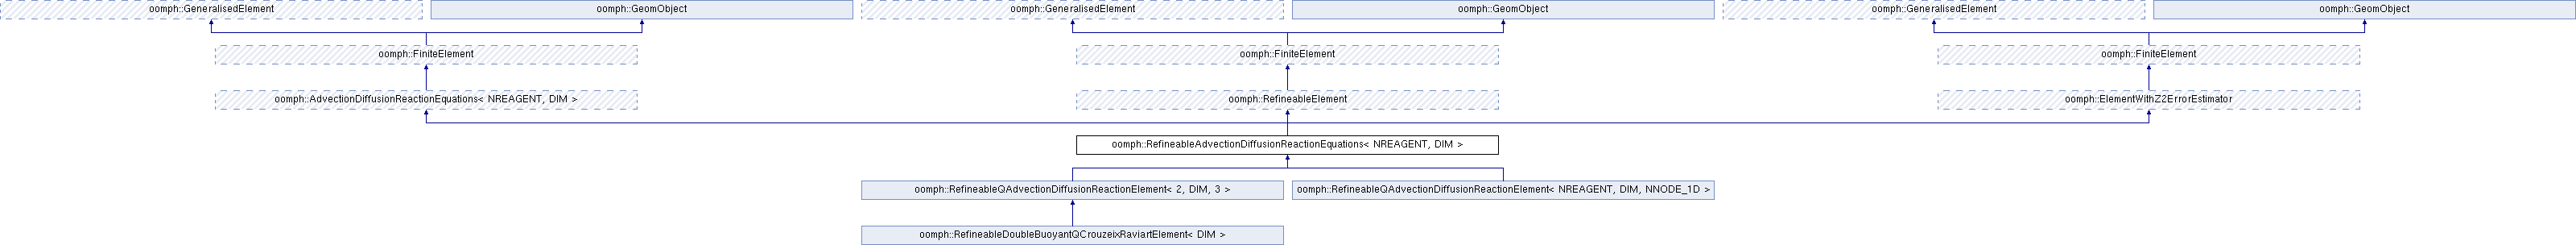 oomph::GeneralisedElement
oomph::GeomObject
oomph::GeneralisedElement
oomph::GeomObject
oomph::GeneralisedElement
oomph::GeomObject
oomph::FiniteElement
oomph::FiniteElement
oomph::FiniteElement
oomph::AdvectionDiffusionReactionEquations< NREAGENT, DIM >
oomph::RefineableElement
oomph::ElementWithZ2ErrorEstimator
oomph::RefineableAdvectionDiffusionReactionEquations< NREAGENT, DIM >
oomph::RefineableQAdvectionDiffusionReactionElement< 2, DIM, 3 >
oomph::RefineableQAdvectionDiffusionReactionElement< NREAGENT, DIM, NNODE_1D >
oomph::RefineableDoubleBuoyantQCrouzeixRaviartElement< DIM >